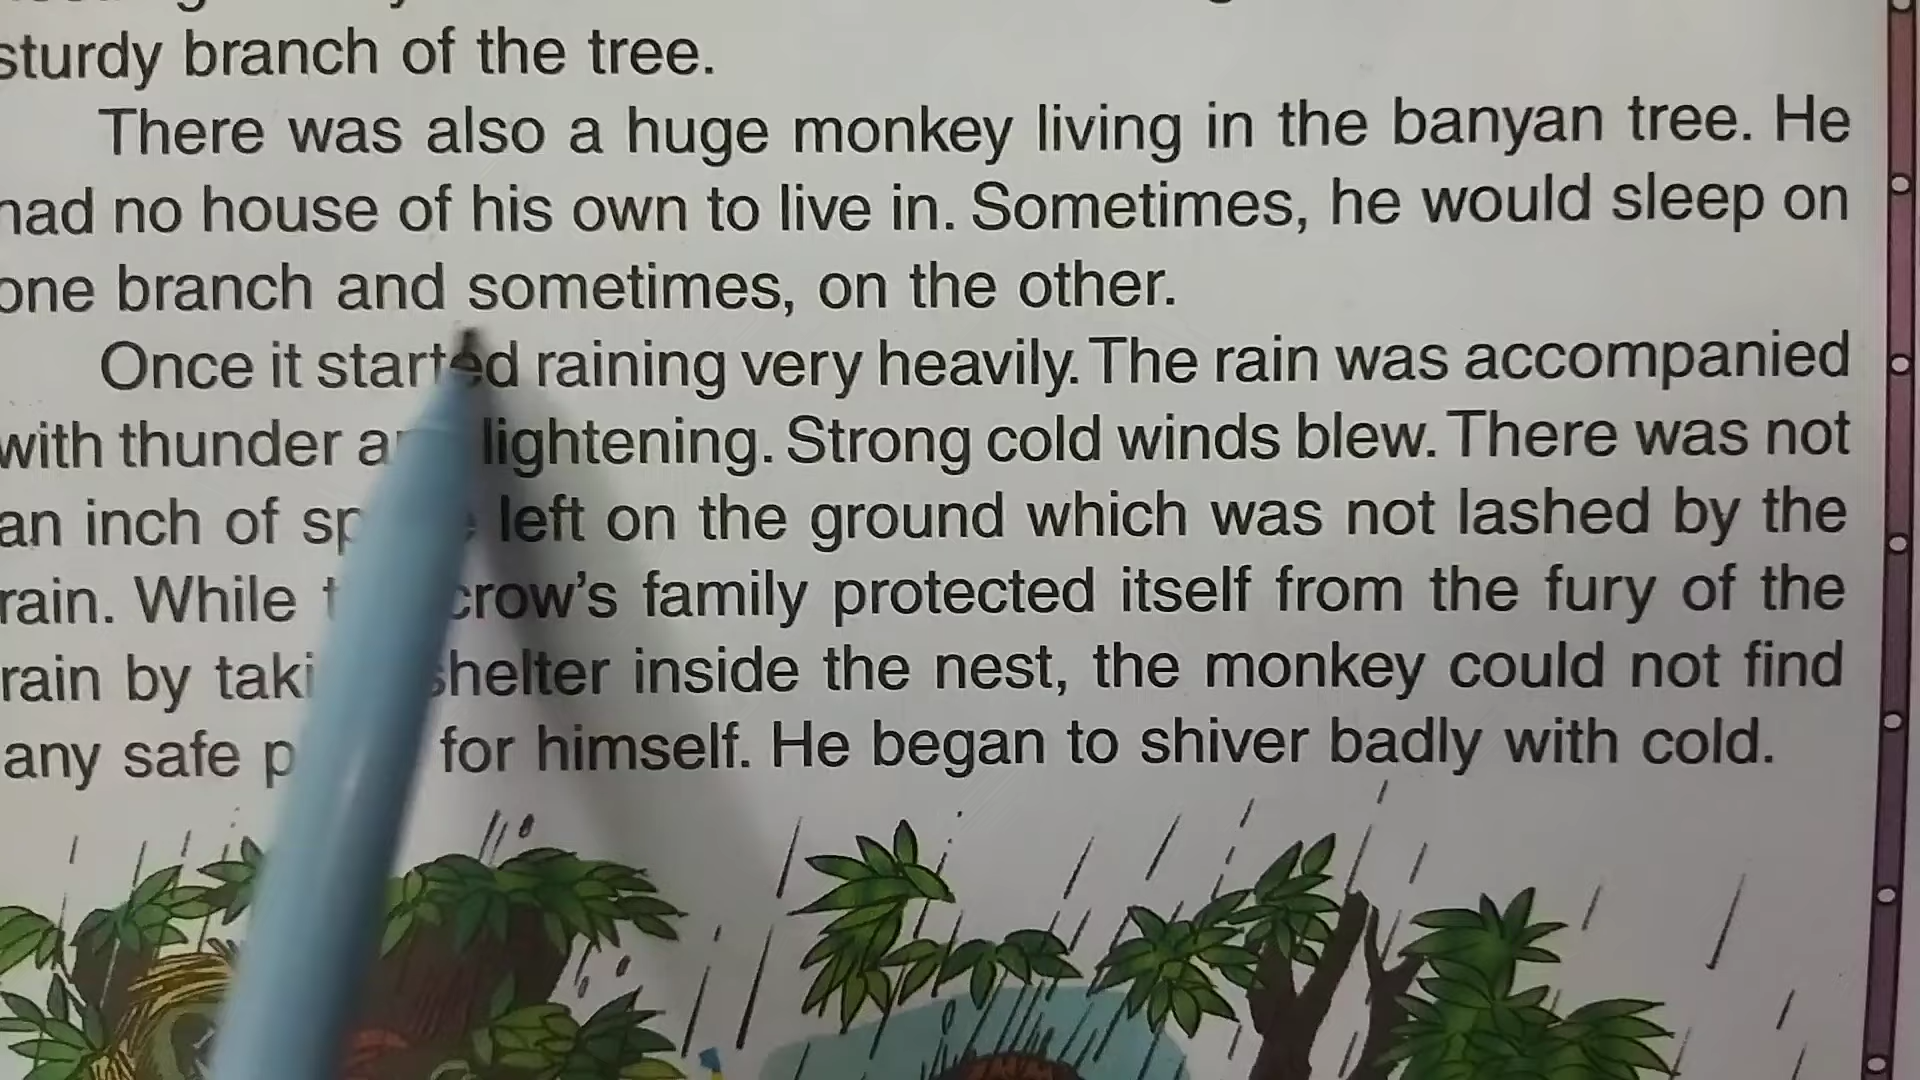 sturdy branch of the tree.
There was also a huge monkey living in the banyan tree. He
had no house of his own to live in. Sometimes, he would sleep on
one branch and sometimes, on the other.
Once it started raining very heavily. The rain was accompanied
with thunder lightening. Strong cold winds blew. There was not
an inch of left on the ground which was not lashed by the
rain. While crow's family protected itself from the fury of the
rain by shelter inside the nest, the monkey could not find
any safe for himself. He began to shiver badly with cold.